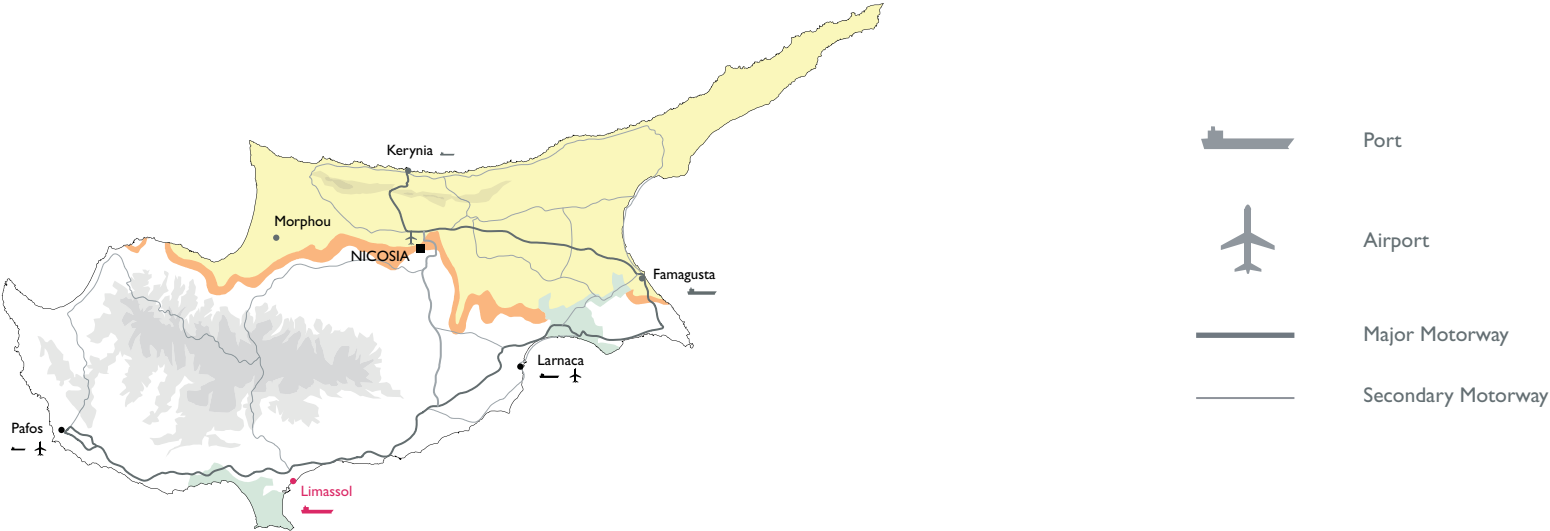 Kerynia
Morphou
NICOSIA
Famagusta
Larnaca
Pafos
Limassol
Port
Airport
Major Motorway
Secondary Motorway